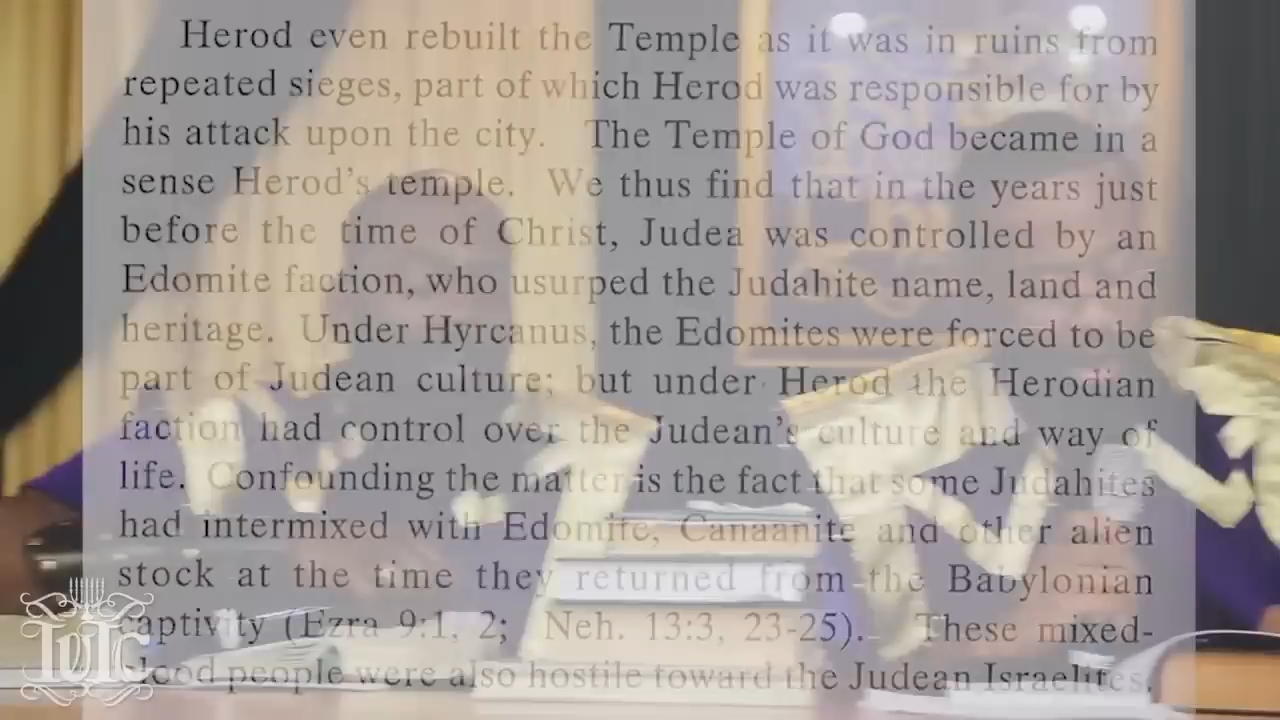 Herod even rebuilt the Temple as it was in ruins from
repeated sieges, part of which Herod was responsible for by
his attack upon the city. The Temple of God became in a
sense Herod's temple. We thus find that in the years just
before the time of Christ, Judea was controlled by an
Edomite faction, who usurped the Judahite name, land and
heritage. Under Hyrcanus, the Edomites were forced to be
part of Judean culture; but under Herod the Herodian
faction had control over the Judean's culture and way of
life. Confounding the matter is the fact that some Judahites
had intermixed with Edomite, Canaanite and other alien
stock at the time they returned from the Babylonian
captivity (Ezra 9:1, 2; Neh. 13:3, 23-25). These mixed-
blood people were also hostile toward the Judean Israelites,
IUIC